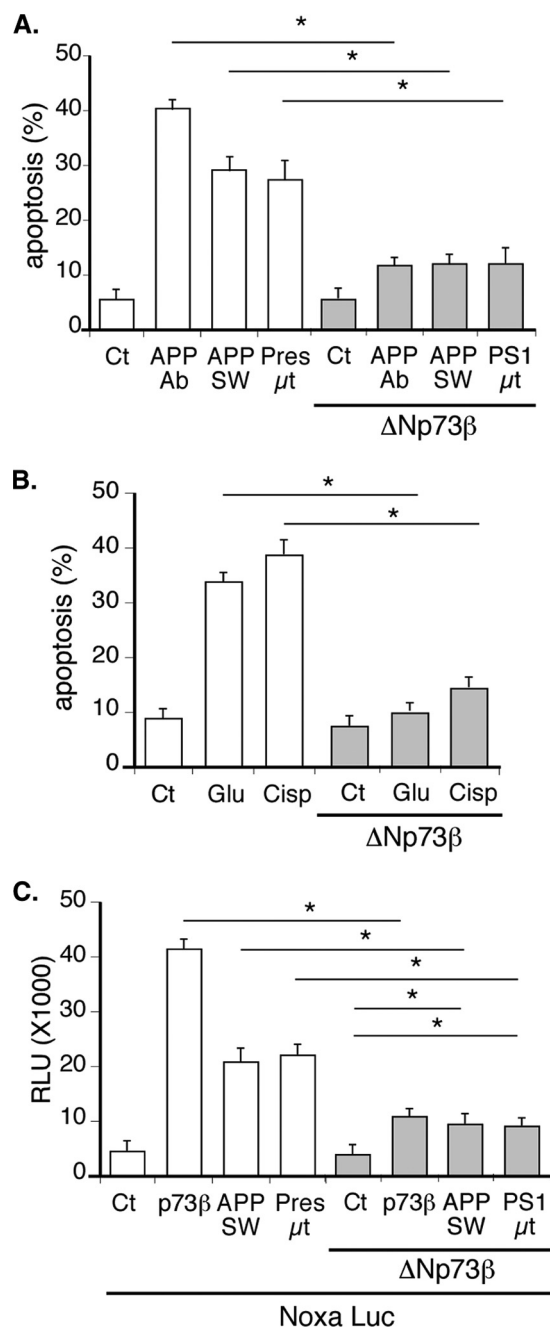 A.
*
*
*
apoptosis (%)
50
40
30
20
10
0
Ct APP APP Pres Ct APP APP PS1
Ab SW µt Ab SW µt
ΔNp73β
B.
*
*
apoptosis (%)
50
40
30
20
10
0
Ct Glu Cisp Ct Glu Cisp
ΔNp73β
C.
*
*
*
*
*
RLU (X1000)
50
40
30
20
10
0
Ct p73β APP Pres Ct p73β APP PS1
SW µt SW µt
ΔNp73β
Noxa Luc